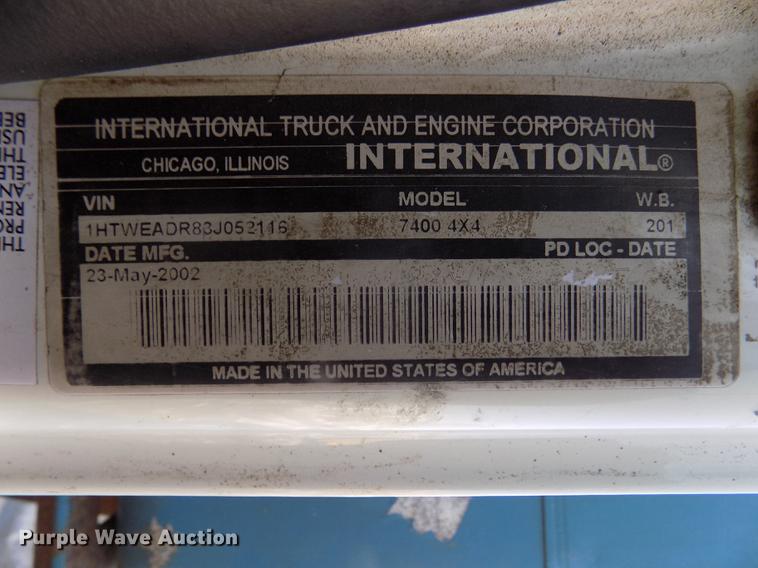 INTERNATIONAL TRUCK AND ENGINE CORPORATION
CHICAGO, ILLINOIS INTERNATIONAL®
VIN MODEL W.B.
1HTWEADR83J052116 7400 4X4 201
DATE MFG. PD LOC - DATE
23-May-2002
MADE IN THE UNITED STATES OF AMERICA
Purple Wave Auction